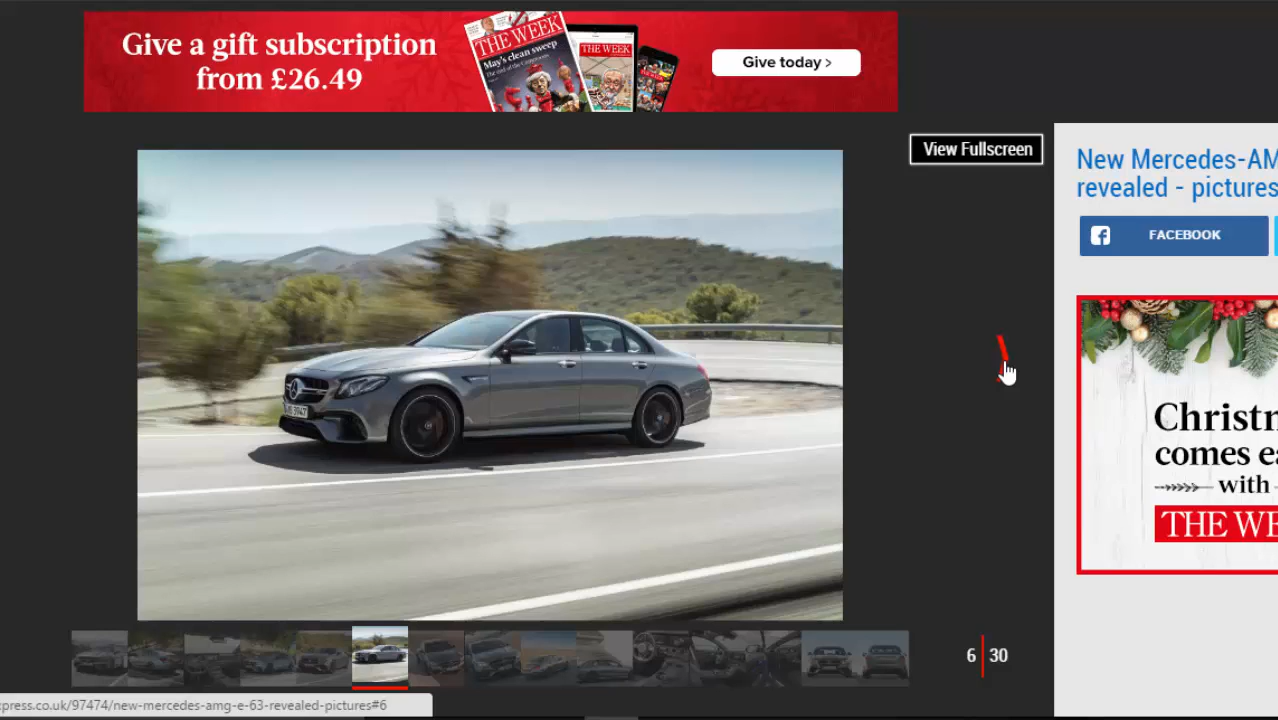 Give a gift subscription
from £26.49
THE WEEK
May's clean sweep
THE WEEK
Give today >
View Fullscreen
New Mercedes-AM
revealed - pictures
FACEBOOK
Christm
comes ea
with
THE WE
6 30
xpress.co.uk/97474/new-mercedes-amg-e-63-revealed-pictures#6